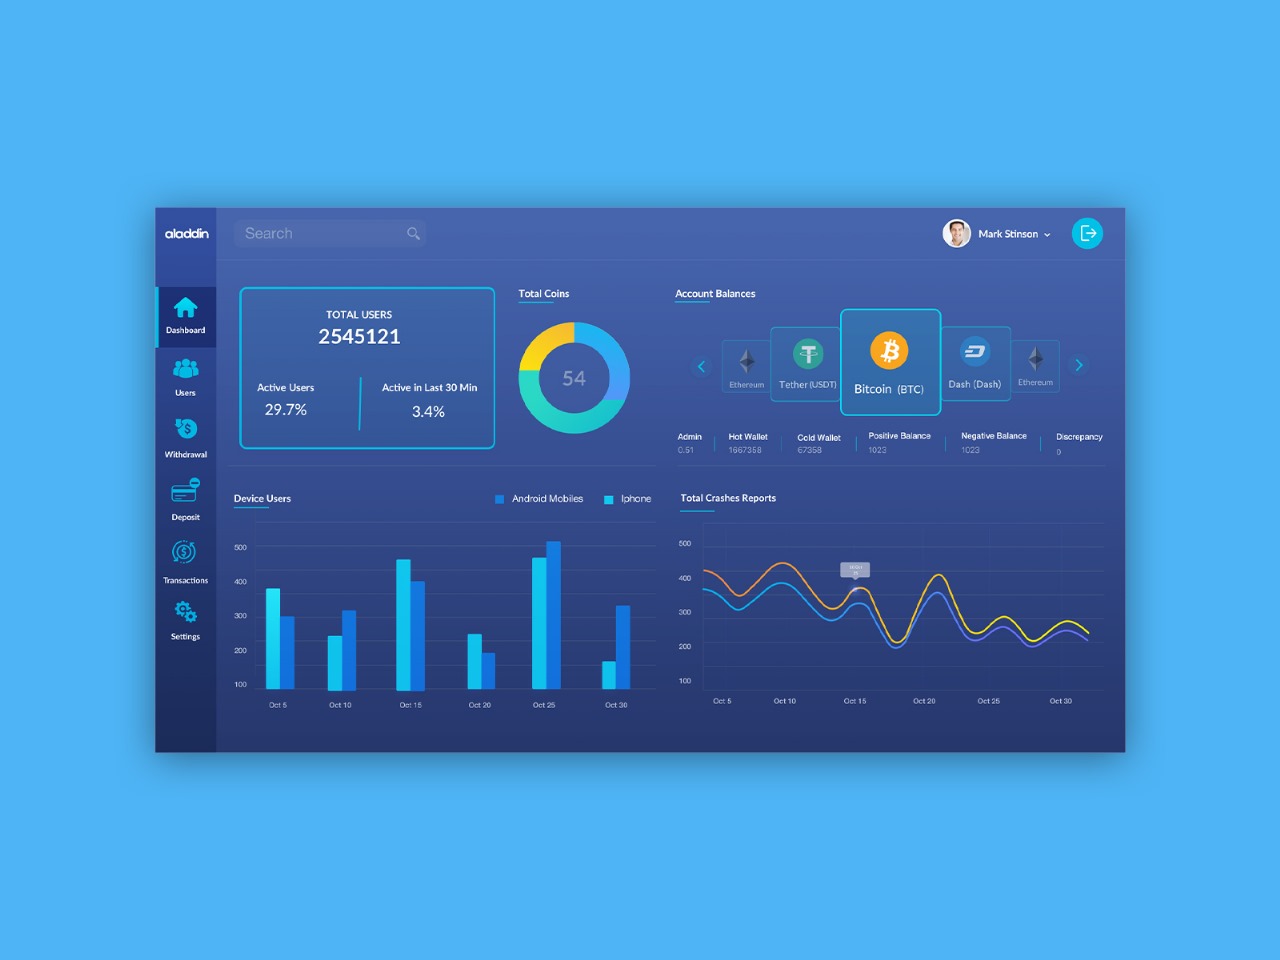 aladdin
Search
Mark Stinson
Dashboard
Users
Withdrawal
Deposit
Transactions
Settings
TOTAL USERS
2545121
Active Users
29.7%
Active in Last 30 Min
3.4%
Total Coins
54
Account Balances
Ethereum
Tether (USDT)
Bitcoin (BTC)
Dash (Dash)
Ethereum
Admin Hot Wallet Cold Wallet Positive Balance Negative Balance Discrepancy
0.51 1667358 67358 1023 1023 0
Device Users
Android Mobiles Iphone
500
400
300
200
100
Oct 5 Oct 10 Oct 15 Oct 20 Oct 25 Oct 30
Total Crashes Reports
500
400
300
200
100
Oct 5 Oct 10 Oct 15 Oct 20 Oct 25 Oct 30